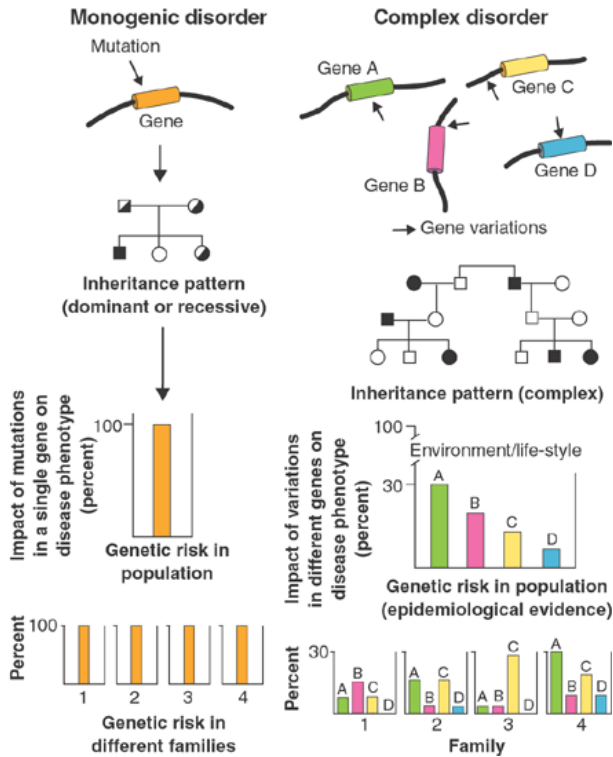 Monogenic disorder
Mutation
Gene
Inheritance pattern
(dominant or recessive)
Impact of mutations
in a single gene on
disease phenotype
(percent)
100
Genetic risk in
population
Percent
100
1 2 3 4
Genetic risk in
different families
Complex disorder
Gene A
Gene C
Gene B
Gene D
Gene variations
Inheritance pattern (complex)
Impact of variations
in different genes on
disease phenotype
(percent)
100
Environment/life-style
30
A
B
C
D
Genetic risk in population
(epidemiological evidence)
Percent
30
A B C D
A B C D
A B C D
A B C D
1 2 3 4
Family